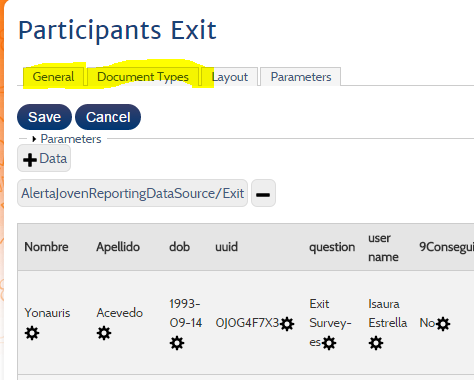 Participants Exit
General Document Types Layout Parameters
Save Cancel
Parameters
Data
AlertaJovenReportingDataSource/Exit
Nombre Apellido dob uuid question user name 9Consegui
Yonauris Acevedo 1993-09-14 0J0G4F7X3 Exit Survey-es Isaura Estrella No